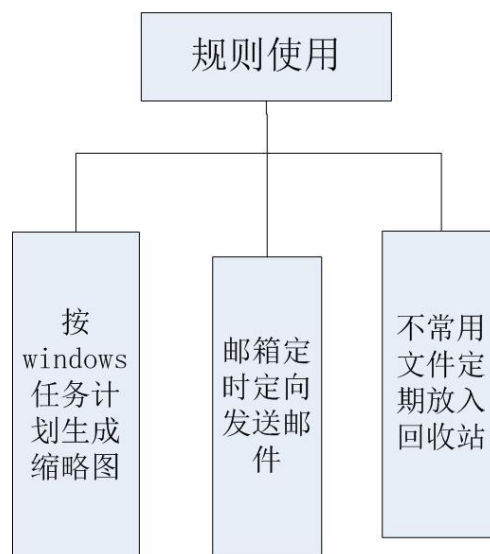 规则使用
按
windows
任务计
划生成
缩略图
邮箱定
时定向
发送邮
件
不常用
文件定
期放入
回收站